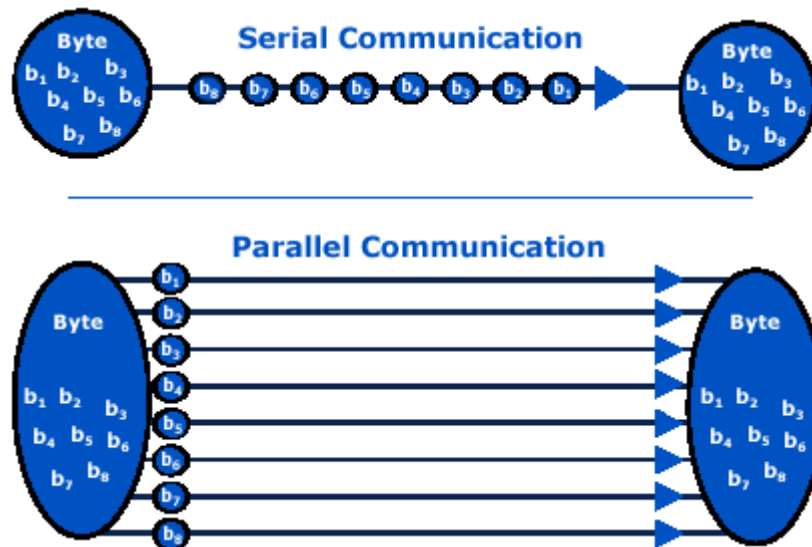 Serial Communication
Byte
b₁ b₂ b₃
b₄ b₅ b₆
b₇ b₈
b₈ b₇ b₆ b₅ b₄ b₃ b₂ b₁
Byte
b₁ b₂ b₃
b₄ b₅ b₆
b₇ b₈
Parallel Communication
Byte
b₁ b₂ b₃
b₄ b₅ b₆
b₇ b₈
b₁
b₂
b₃
b₄
b₅
b₆
b₇
b₈
Byte
b₁ b₂ b₃
b₄ b₅ b₆
b₇ b₈